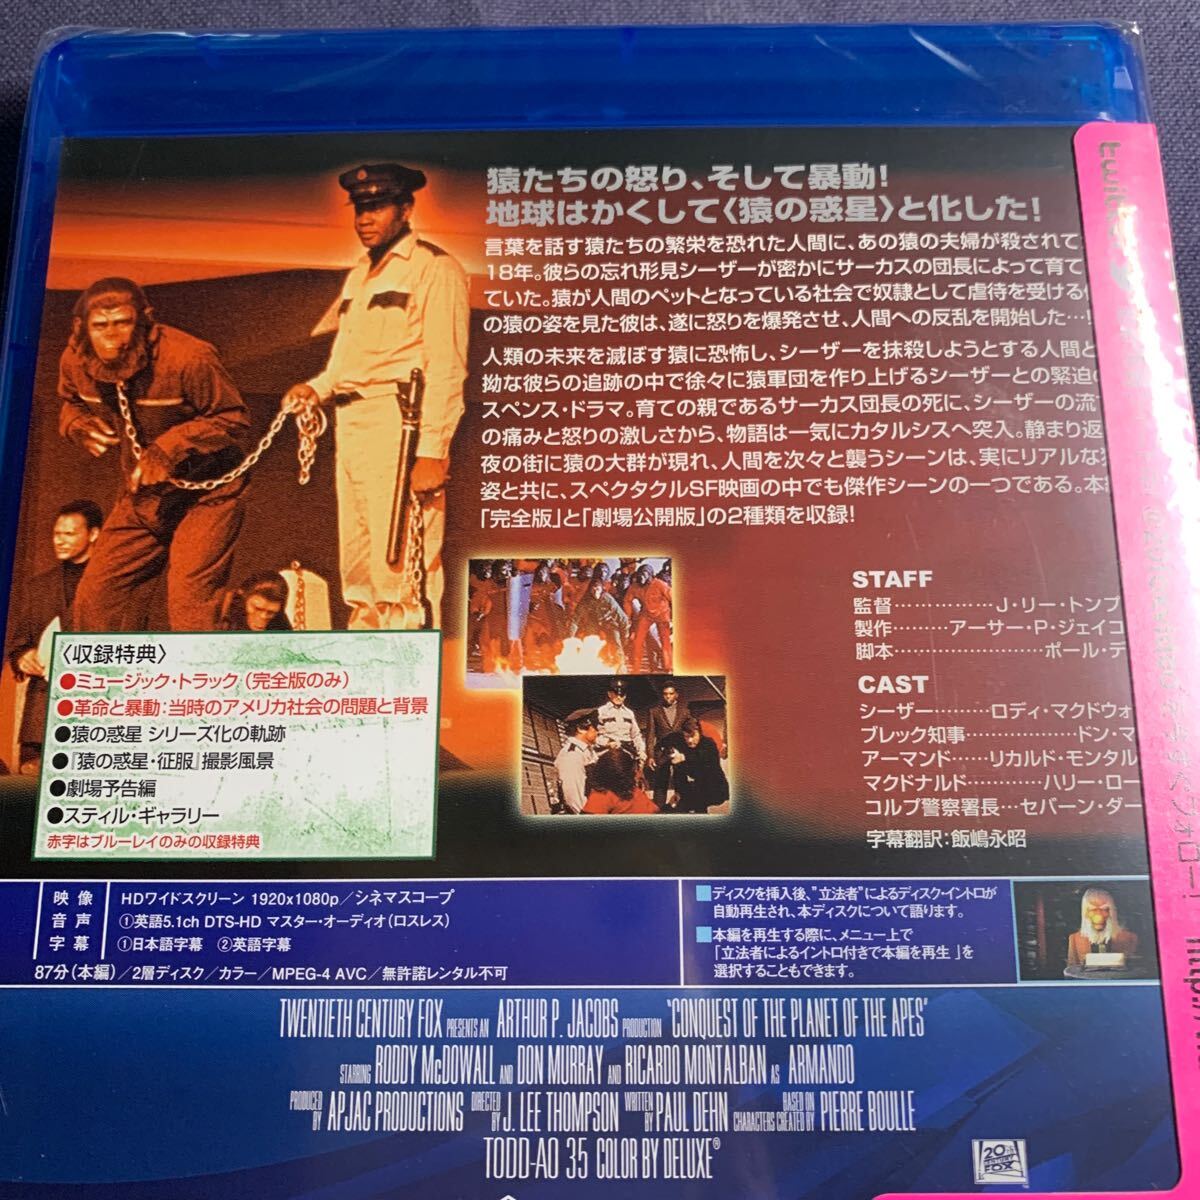 猿たちの怒り、そして暴動!
地球はかくして〈猿の惑星〉と化した!
言葉を話す猿たちの繁栄を恐れた人間に、あの猿の夫婦が殺されて
18年。彼らの忘れ形見シーザーが密かにサーカスの団長によって育て
ていた。猿が人間のペットとなっている社会で奴隷として虐待を受ける
の猿の姿を見た彼は、遂に怒りを爆発させ、人間への反乱を開始した…!
人類の未来を滅ぼす猿に恐怖し、シーザーを抹殺しようとする人間と
拗な彼らの追跡の中で徐々に猿軍団を作り上げるシーザーとの緊迫の
スペンス・ドラマ。育ての親であるサーカス団長の死に、シーザーの流す
の痛みと怒りの激しさから、物語は一気にカタルシスへ突入。静まり返
夜の街に猿の大群が現れ、人間を次々と襲うシーンは、実にリアルな
姿と共に、スペクタクルSF映画の中でも傑作シーンの一つである。本編
「完全版」と「劇場公開版」の2種類を収録!
STAFF
監督……………J・リー・トンプ
製作………アーサー・P・ジェイコ
脚本……………………ポール・デ
CAST
シーザー………ロディ・マクドウォ
ブレック知事………………ドン・マ
アーマンド……リカルド・モンタル
マクドナルド………ハリー・ロー
コルプ警察署長…セバーン・ダー
字幕翻訳:飯嶋永昭
〈収録特典〉
●ミュージック・トラック(完全版のみ)
●革命と暴動:当時のアメリカ社会の問題と背景
●猿の惑星 シリーズ化の軌跡
●『猿の惑星・征服』撮影風景
●劇場予告編
●スティル・ギャラリー
赤字はブルーレイのみの収録特典
映像 HDワイドスクリーン 1920x1080p/シネマスコープ
音声 ①英語5.1ch DTS-HD マスター・オーディオ(ロスレス)
字幕 ①日本語字幕 ②英語字幕
87分(本編)/2層ディスク/カラー/MPEG-4 AVC/無許諾レンタル不可
■ディスクを挿入後、"立法者"によるディスク・イントロが
自動再生され、本ディスクについて語ります。
■本編を再生する際に、メニュー上で
「立法者によるイントロ付きで本編を再生」を
選択することもできます。
TWENTIETH CENTURY FOX PRESENTS AN ARTHUR P. JACOBS PRODUCTION "CONQUEST OF THE PLANET OF THE APES"
STARRING RODDY McDOWALL AND DON MURRAY AND RICARDO MONTALBAN AS ARMANDO
PRODUCED BY APJAC PRODUCTIONS DIRECTED BY J. LEE THOMPSON WRITTEN BY PAUL DEHN BASED ON CHARACTERS CREATED BY PIERRE BOULLE
TODD-AO 35 COLOR BY DELUXE®
20th CENTURY FOX
twitter
http://